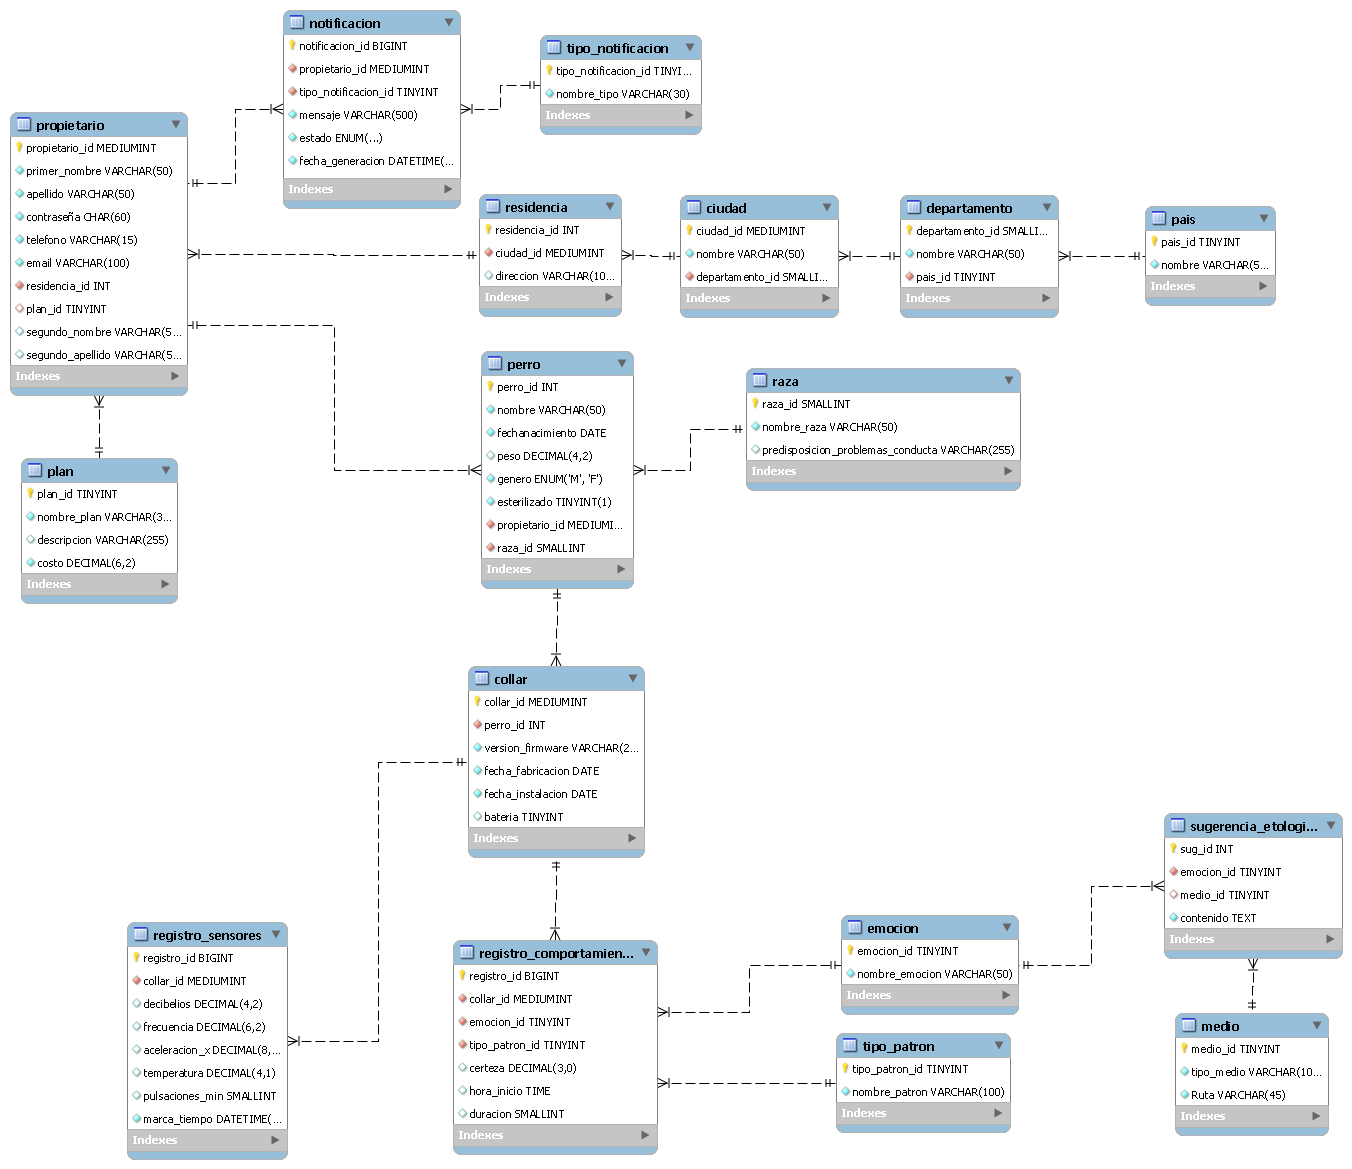 notificacion
notificacion_id BIGINT
propietario_id MEDIUMINT
tipo_notificacion_id TINYINT
mensaje VARCHAR(500)
estado ENUM(...)
fecha_generacion DATETIME(...
Indexes
tipo_notificacion
tipo_notificacion_id TINYI...
nombre_tipo VARCHAR(30)
Indexes
propietario
propietario_id MEDIUMINT
primer_nombre VARCHAR(50)
apellido VARCHAR(50)
contraseña CHAR(60)
telefono VARCHAR(15)
email VARCHAR(100)
residencia_id INT
plan_id TINYINT
segundo_nombre VARCHAR(5...
segundo_apellido VARCHAR(5...
Indexes
residencia
residencia_id INT
ciudad_id MEDIUMINT
direccion VARCHAR(10...
Indexes
ciudad
ciudad_id MEDIUMINT
nombre VARCHAR(50)
departamento_id SMALLI...
Indexes
departamento
departamento_id SMALLI...
nombre VARCHAR(50)
pais_id TINYINT
Indexes
pais
pais_id TINYINT
nombre VARCHAR(5...
Indexes
perro
perro_id INT
nombre VARCHAR(50)
fechanacimiento DATE
peso DECIMAL(4,2)
genero ENUM('M', 'F')
esterilizado TINYINT(1)
propietario_id MEDIUMI...
raza_id SMALLINT
Indexes
raza
raza_id SMALLINT
nombre_raza VARCHAR(50)
predisposicion_problemas_conducta VARCHAR(255)
Indexes
plan
plan_id TINYINT
nombre_plan VARCHAR(3...
descripcion VARCHAR(255)
costo DECIMAL(6,2)
Indexes
collar
collar_id MEDIUMINT
perro_id INT
version_firmware VARCHAR(2...
fecha_fabricacion DATE
fecha_instalacion DATE
bateria TINYINT
Indexes
sugerencia_etologi...
sug_id INT
emocion_id TINYINT
medio_id TINYINT
contenido TEXT
Indexes
registro_sensores
registro_id BIGINT
collar_id MEDIUMINT
decibelios DECIMAL(4,2)
frecuencia DECIMAL(6,2)
aceleracion_x DECIMAL(8,...
temperatura DECIMAL(4,1)
pulsaciones_min SMALLINT
marca_tiempo DATETIME(...
Indexes
registro_comportamien...
registro_id BIGINT
collar_id MEDIUMINT
emocion_id TINYINT
tipo_patron_id TINYINT
certeza DECIMAL(3,0)
hora_inicio TIME
duracion SMALLINT
Indexes
emocion
emocion_id TINYINT
nombre_emocion VARCHAR(50)
Indexes
tipo_patron
tipo_patron_id TINYINT
nombre_patron VARCHAR(100)
Indexes
medio
medio_id TINYINT
tipo_medio VARCHAR(10...
Ruta VARCHAR(45)
Indexes